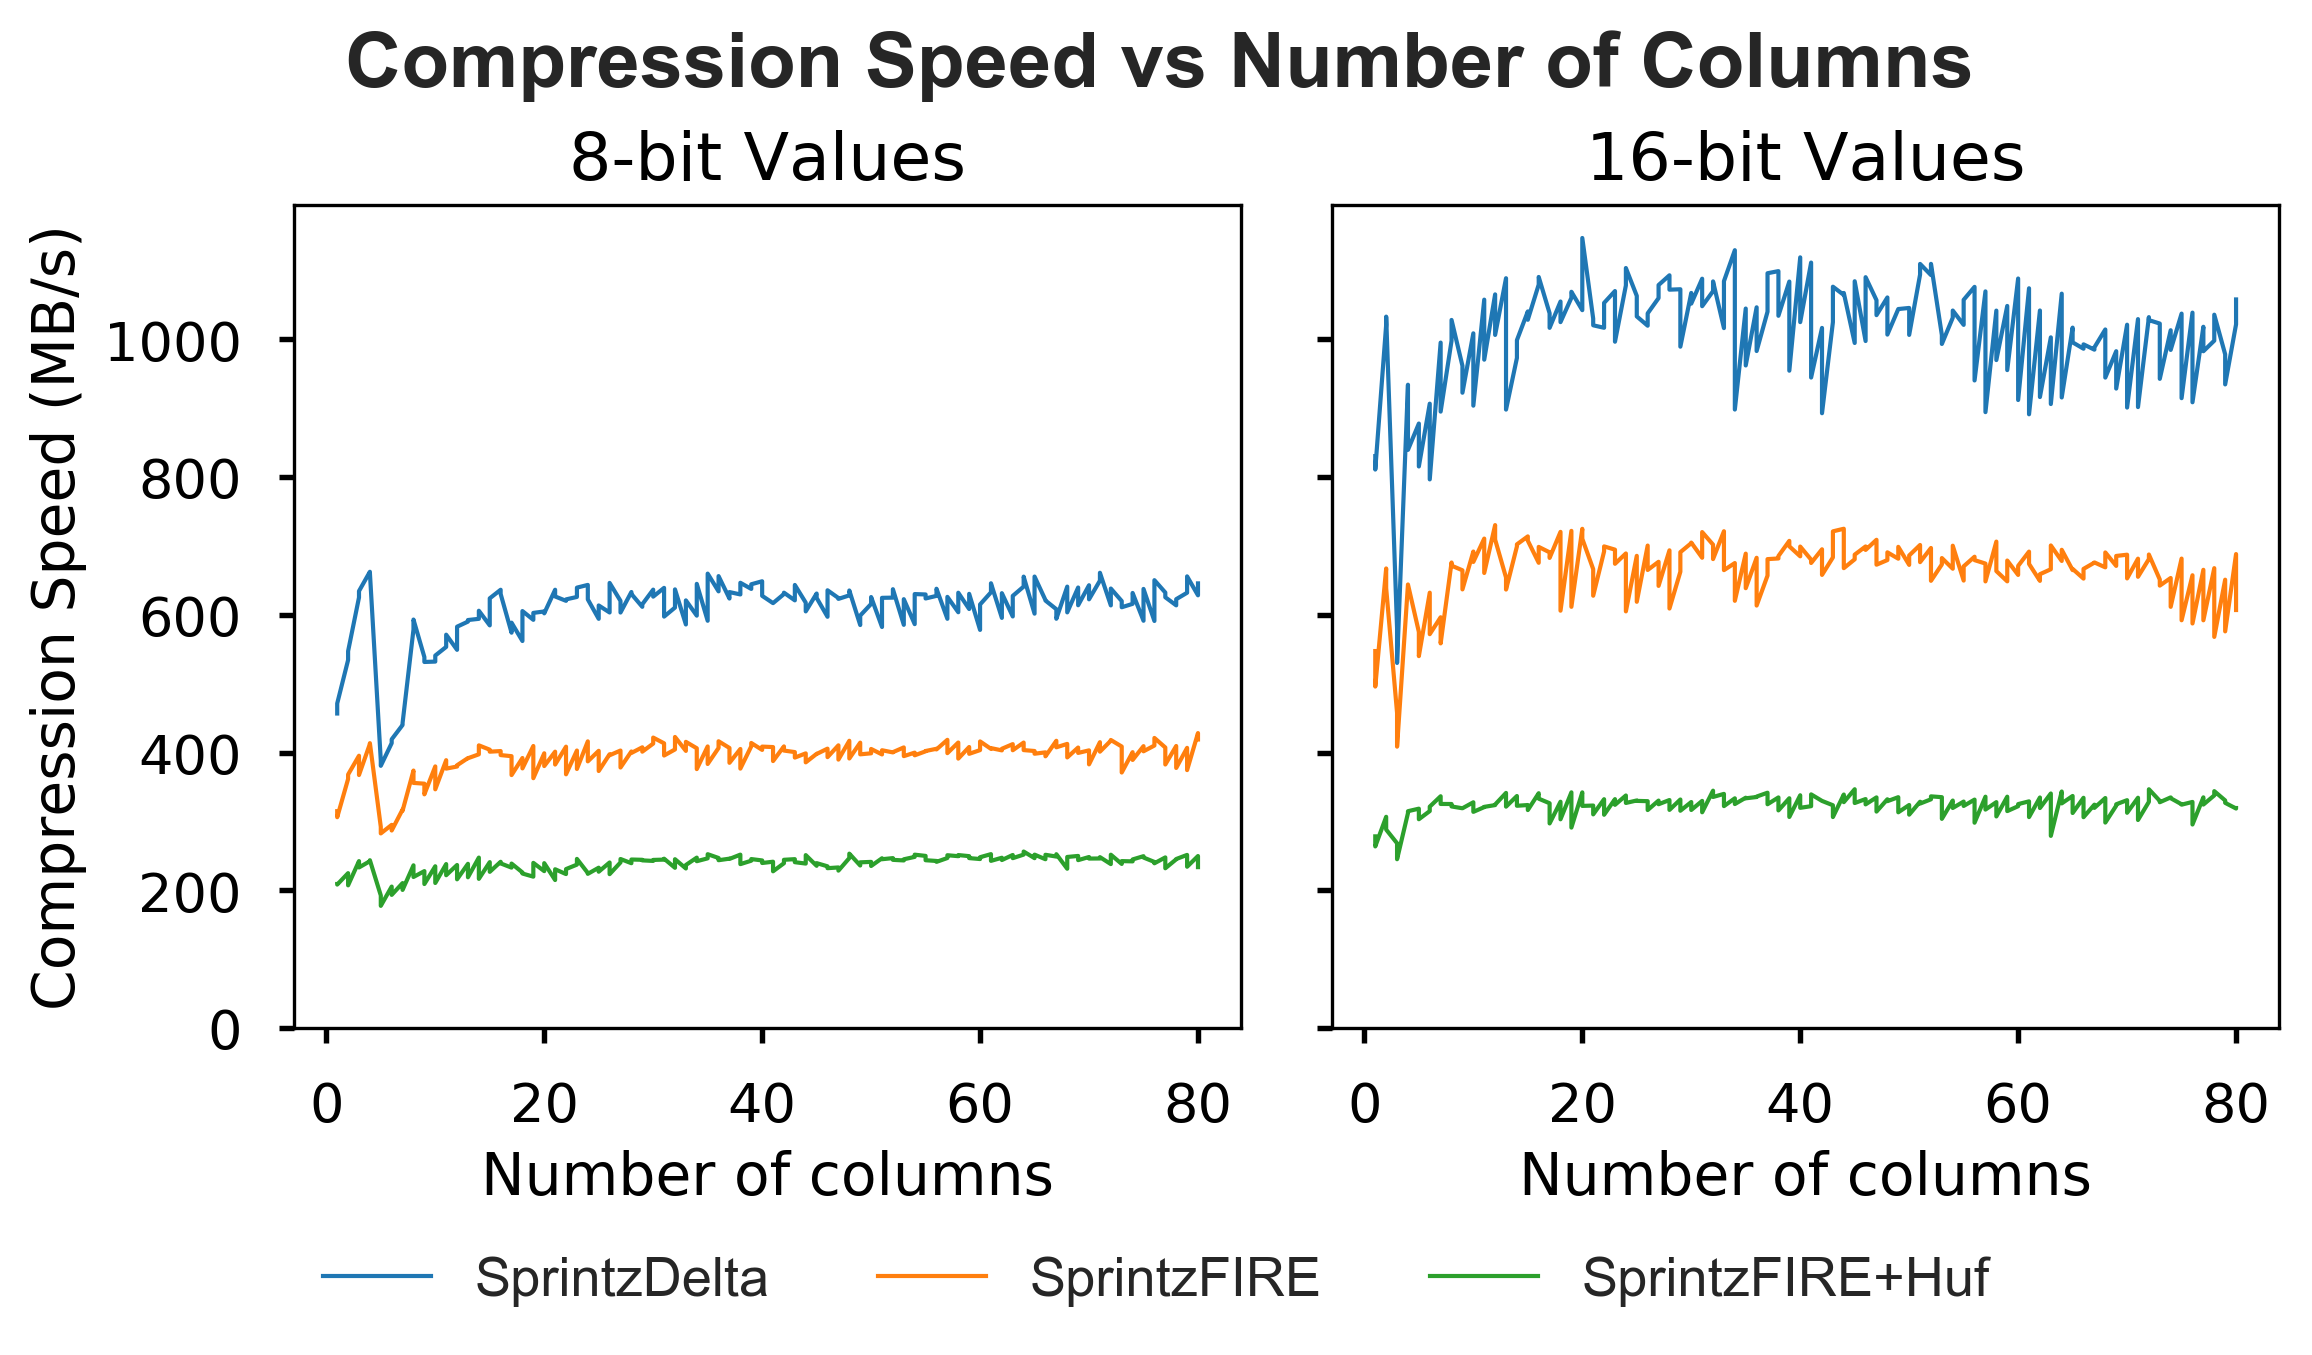 Compression Speed vs Number of Columns
8-bit Values
16-bit Values
Compression Speed (MB/s)
1000
800
600
400
200
0
0 20 40 60 80
0 20 40 60 80
Number of columns
Number of columns
SprintzDelta SprintzFIRE SprintzFIRE+Huf